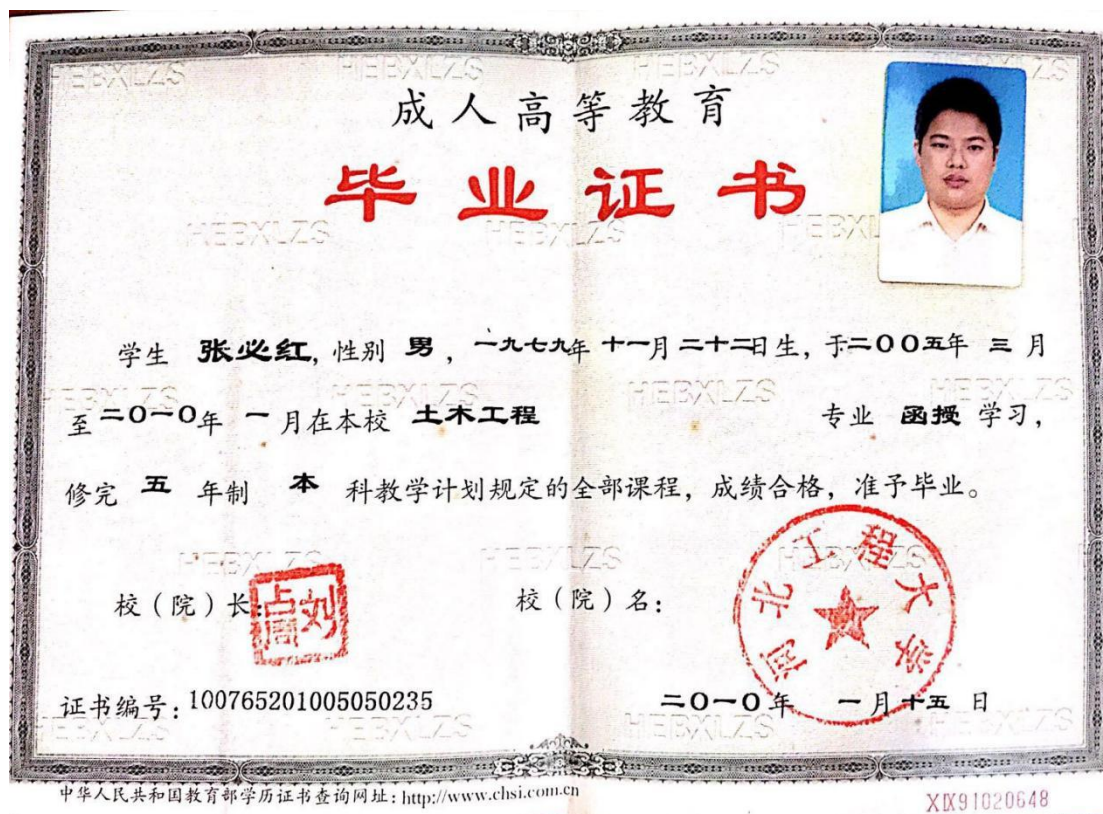 成人高等教育
毕业证书
学生 张必红, 性别 男, 一九七九年 十一月 二十二日生, 于二〇〇五年 三 月
至二〇一〇年 一 月在本校 土木工程 专业 函授 学习,
修完 五 年制 本 科教学计划规定的全部课程, 成绩合格, 准予毕业。
校(院)长: 刘占周
校(院)名: 河北工程大学
证书编号: 100765201005050235
二〇一〇年 一月十五日
中华人民共和国教育部学历证书查询网址: http://www.chsi.com.cn
XIX91020648
HEBXLZS